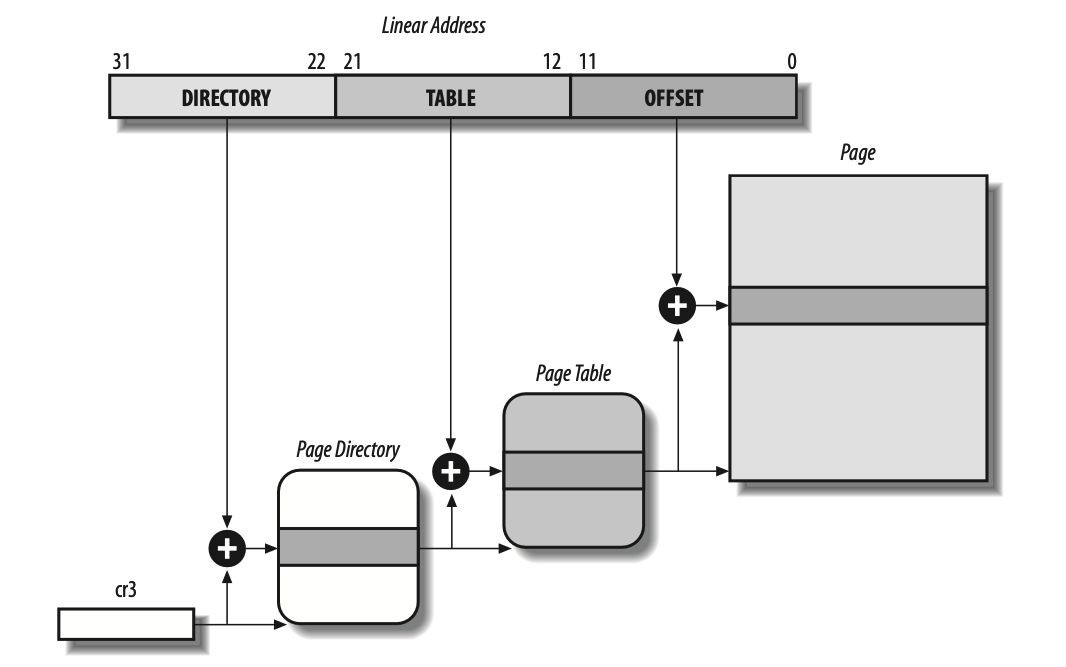 Linear Address
31 22 21 12 11 0
DIRECTORY TABLE OFFSET
Page
Page Table
Page Directory
cr3